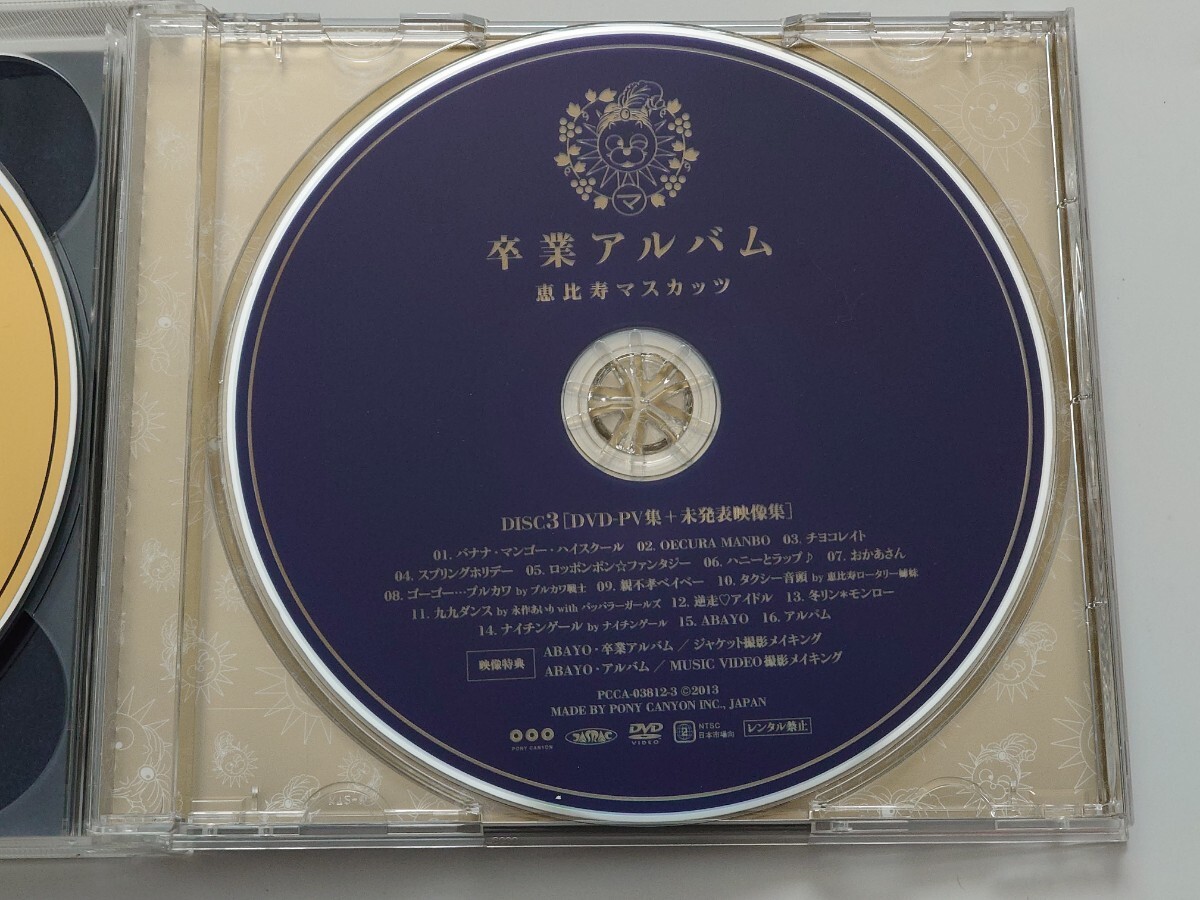 マ
卒業アルバム
恵比寿マスカッツ
DISC3[DVD-PV集+未発表映像集]
01. バナナ・マンゴー・ハイスクール 02. OECURA MANBO 03. チヨコレイト
04. スプリングホリデー 05. ロッポンポン☆ファンタジー 06. ハニーとラップ♪ 07. おかあさん
08. ゴーゴー…ブルカワ by ブルカワ戦士 09. 親不孝ベイベー 10. タクシー音頭 by 恵比寿ロータリー姉妹
11. 九九ダンス by 永作あいり with パッパラーガールズ 12. 逆走♡アイドル 13. 冬リン*モンロー
14. ナイチンゲール by ナイチンゲール 15. ABAYO 16. アルバム
映像特典
ABAYO・卒業アルバム/ジャケット撮影メイキング
ABAYO・アルバム/MUSIC VIDEO撮影メイキング
PCCA-03812-3 ©2013
MADE BY PONY CANYON INC., JAPAN
PONY CANYON
JASRAC
DVD VIDEO
2
NTSC
日本市場向
レンタル禁止